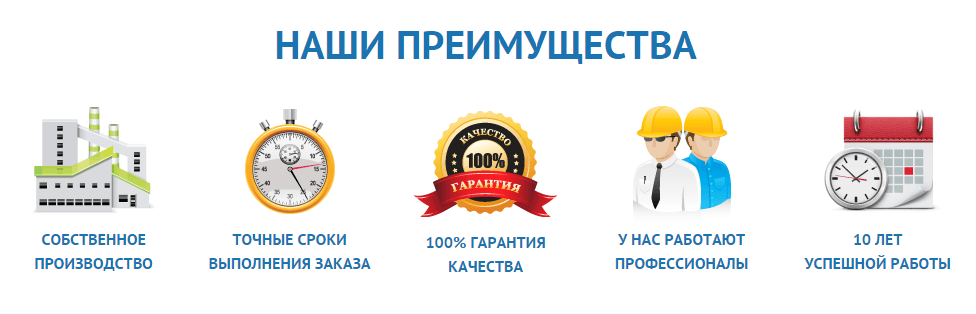 НАШИ ПРЕИМУЩЕСТВА
КАЧЕСТВО
100%
ГАРАНТИЯ
СОБСТВЕННОЕ
ПРОИЗВОДСТВО
ТОЧНЫЕ СРОКИ
ВЫПОЛНЕНИЯ ЗАКАЗА
100% ГАРАНТИЯ
КАЧЕСТВА
У НАС РАБОТАЮТ
ПРОФЕССИОНАЛЫ
10 ЛЕТ
УСПЕШНОЙ РАБОТЫ